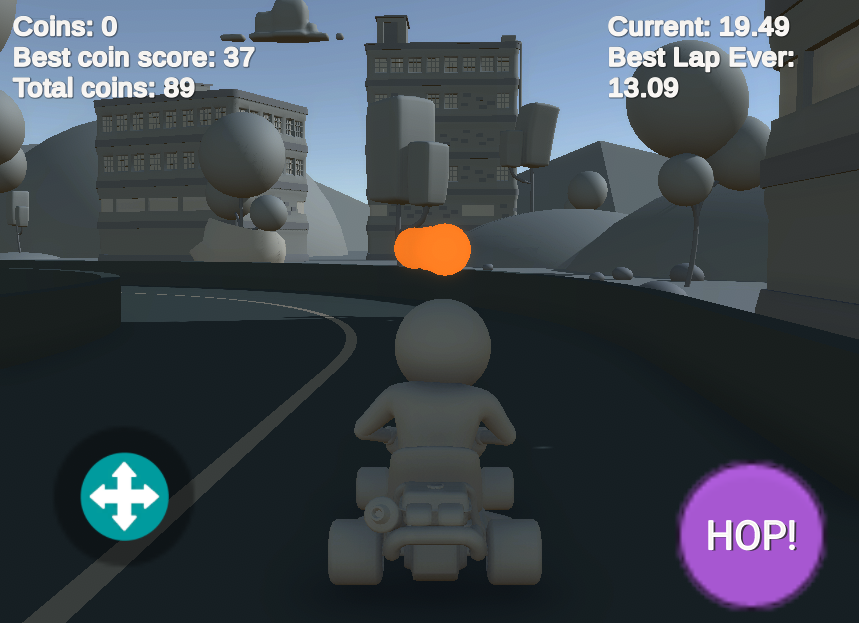 Coins: 0
Best coin score: 37
Total coins: 89
Current: 19.49
Best Lap Ever:
13.09
HOP!